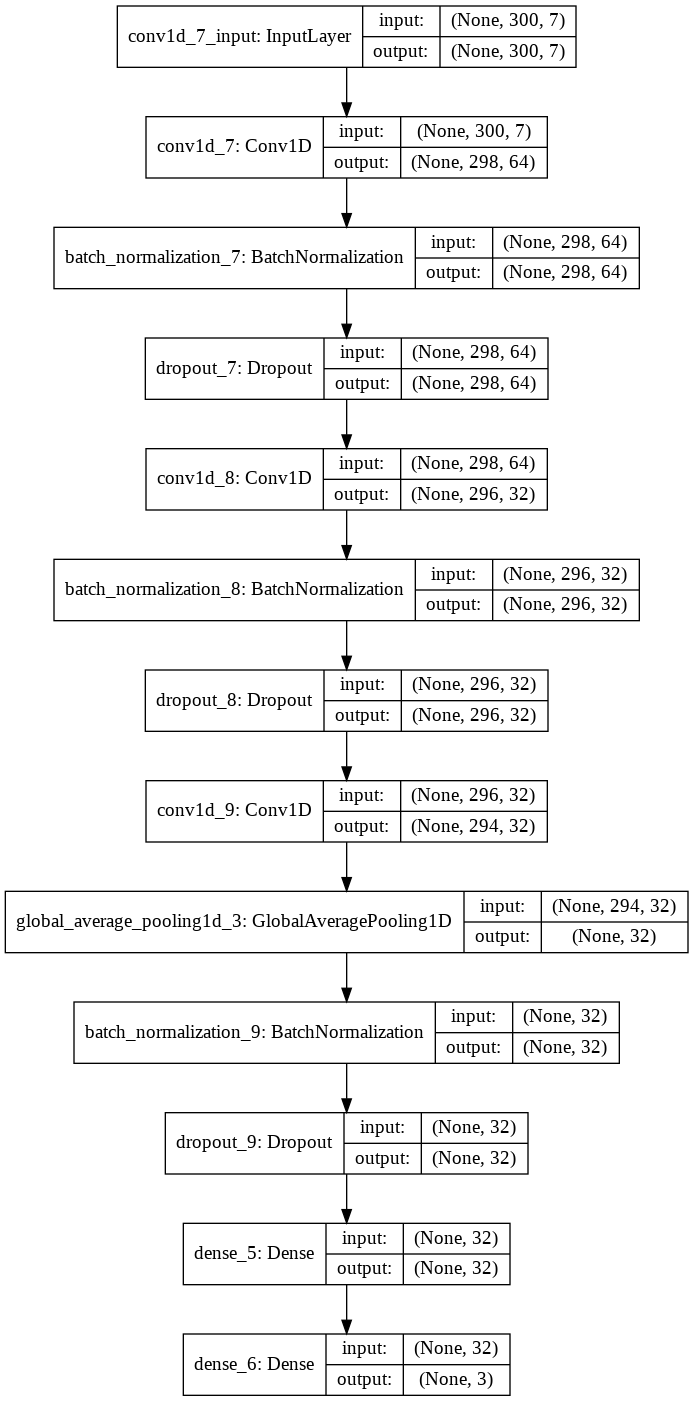 conv1d_7_input: InputLayer input: (None, 300, 7)
output: (None, 300, 7)
conv1d_7: Conv1D input: (None, 300, 7)
output: (None, 298, 64)
batch_normalization_7: BatchNormalization input: (None, 298, 64)
output: (None, 298, 64)
dropout_7: Dropout input: (None, 298, 64)
output: (None, 298, 64)
conv1d_8: Conv1D input: (None, 298, 64)
output: (None, 296, 32)
batch_normalization_8: BatchNormalization input: (None, 296, 32)
output: (None, 296, 32)
dropout_8: Dropout input: (None, 296, 32)
output: (None, 296, 32)
conv1d_9: Conv1D input: (None, 296, 32)
output: (None, 294, 32)
global_average_pooling1d_3: GlobalAveragePooling1D input: (None, 294, 32)
output: (None, 32)
batch_normalization_9: BatchNormalization input: (None, 32)
output: (None, 32)
dropout_9: Dropout input: (None, 32)
output: (None, 32)
dense_5: Dense input: (None, 32)
output: (None, 32)
dense_6: Dense input: (None, 32)
output: (None, 3)